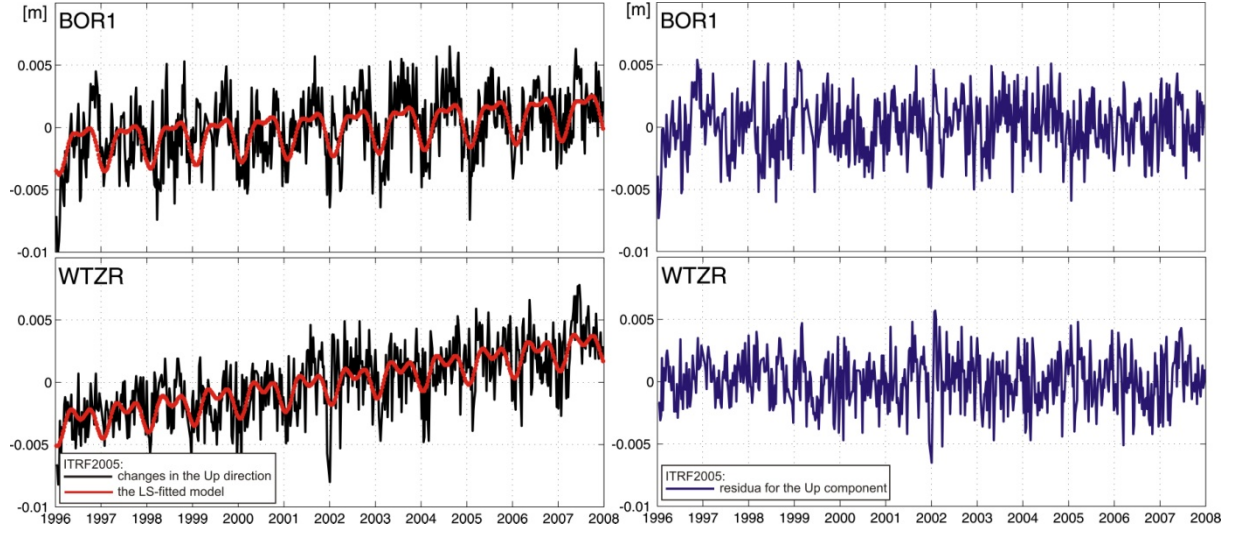 [m]
BOR1
0.005
0
-0.005
-0.01
WTZR
0.005
0
-0.005
-0.01
ITRF2005:
changes in the Up direction
the LS-fitted model
1996 1997 1998 1999 2000 2001 2002 2003 2004 2005 2006 2007 2008
[m]
BOR1
0.005
0
-0.005
-0.01
WTZR
0.005
0
-0.005
-0.01
ITRF2005:
residua for the Up component
1996 1997 1998 1999 2000 2001 2002 2003 2004 2005 2006 2007 2008